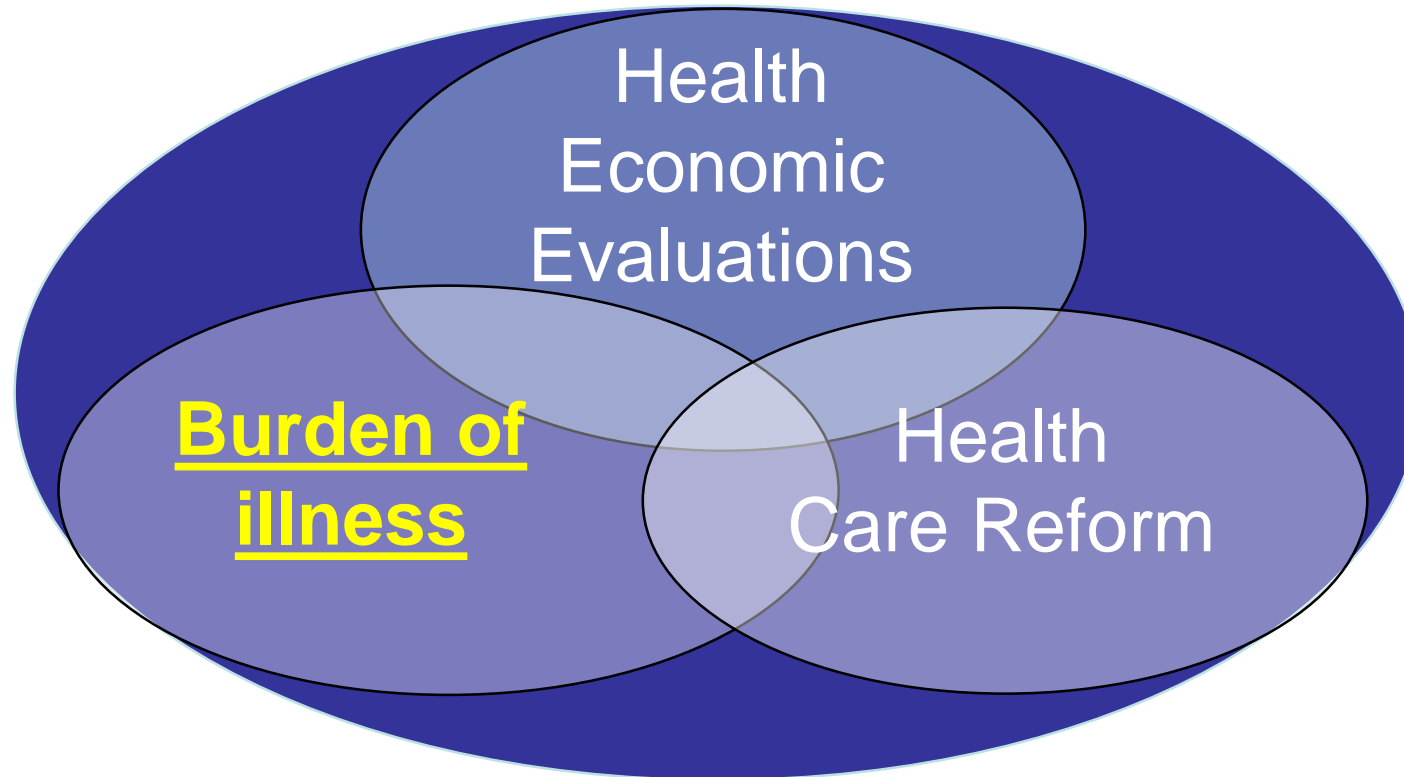 Health
Economic
Evaluations
Burden of
illness
Health
Care Reform